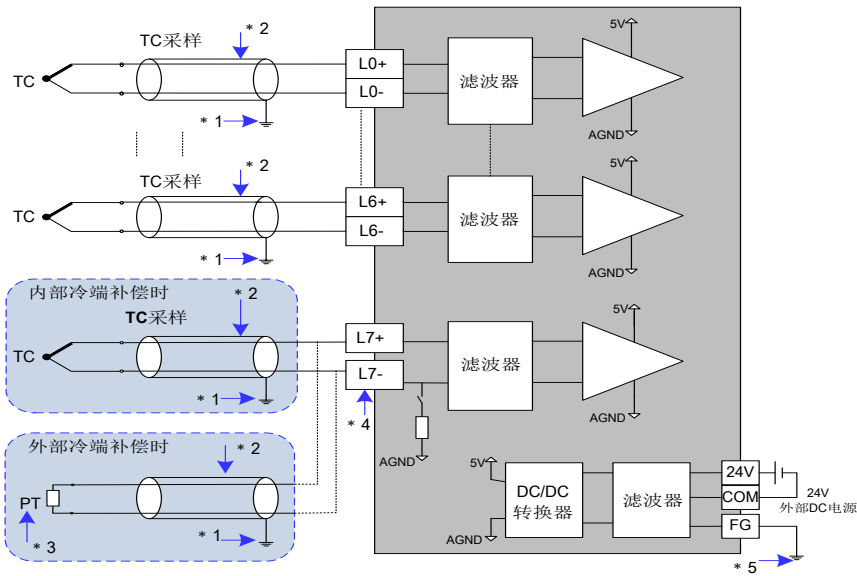 TC采样
* 2
TC
L0+
L0-
滤波器
5V
AGND
* 1
TC采样
* 2
TC
L6+
L6-
滤波器
5V
AGND
* 1
内部冷端补偿时
* 2
TC采样
TC
L7+
L7-
滤波器
5V
AGND
* 1
* 4
AGND
外部冷端补偿时
* 2
PT
* 1
* 3
5V
AGND
DC/DC
转换器
滤波器
24V
COM
FG
24V
外部DC电源
* 5